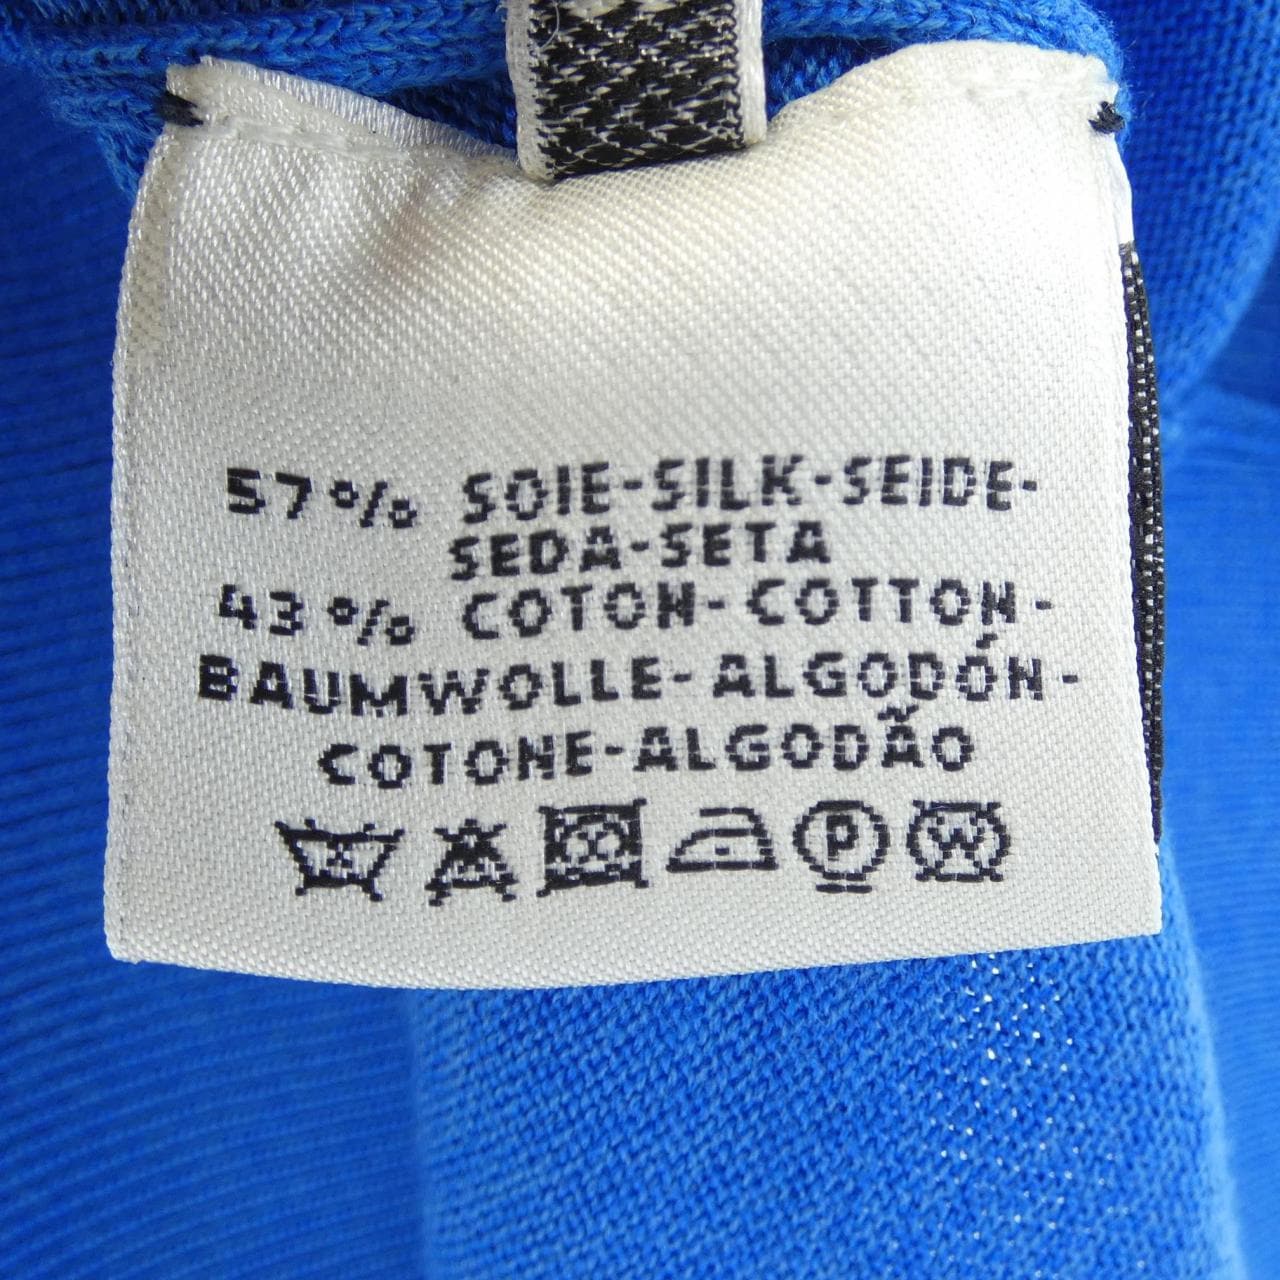 57% SOIE-SILK-SEIDE-
SEDA-SETA
43% COTON-COTTON-
BAUMWOLLE-ALGODÓN-
COTONE-ALGODÃO
P W